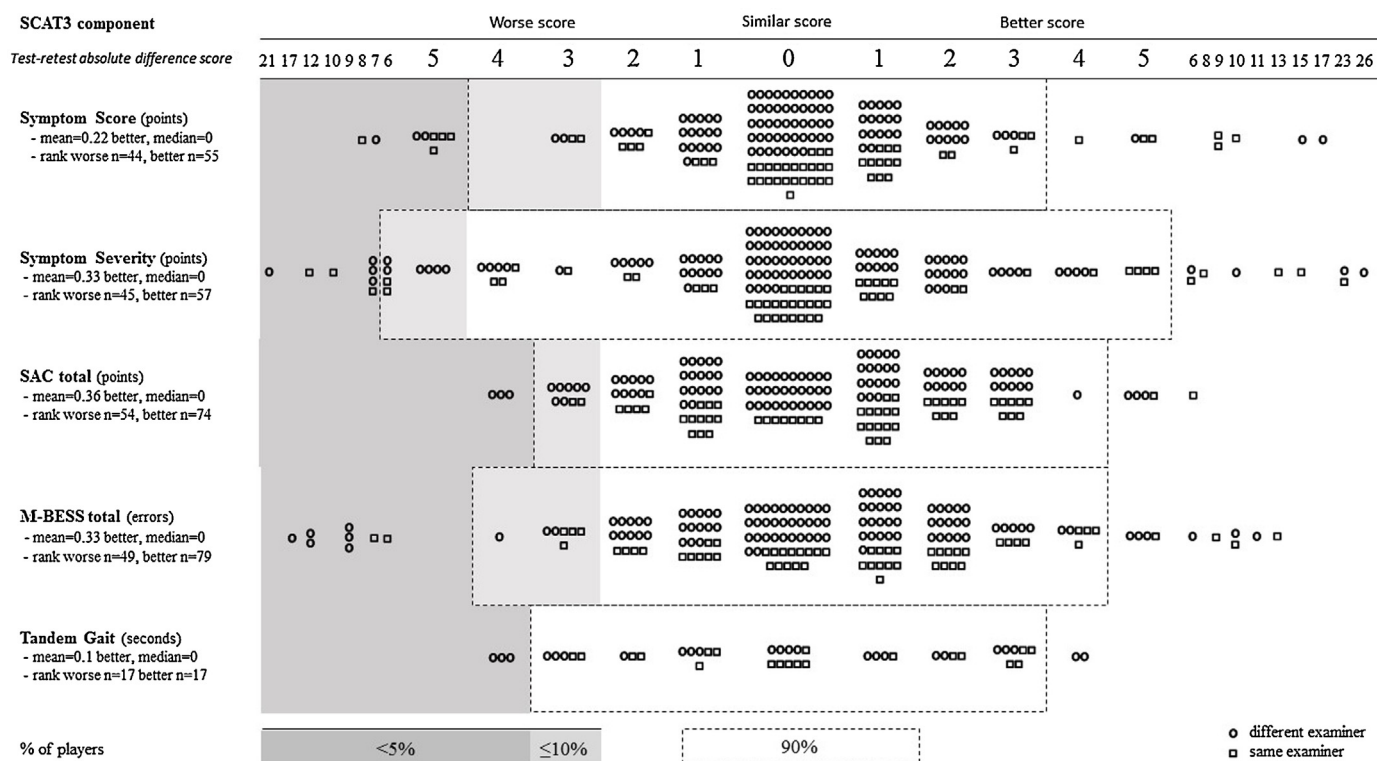 SCAT3 component Worse score Similar score Better score
Test-retest absolute difference score 21 17 12 10 9 8 7 6 5 4 3 2 1 0 1 2 3 4 5 6 8 9 10 11 13 15 17 23 26
Symptom Score (points)
- mean=0.22 better, median=0
- rank worse n=44, better n=55
Symptom Severity (points)
- mean=0.33 better, median=0
- rank worse n=45, better n=57
SAC total (points)
- mean=0.36 better, median=0
- rank worse n=54, better n=74
M-BESS total (errors)
- mean=0.33 better, median=0
- rank worse n=49, better n=79
Tandem Gait (seconds)
- mean=0.1 better, median=0
- rank worse n=17 better n=17
% of players <5% ≤10% 90%
different examiner
same examiner